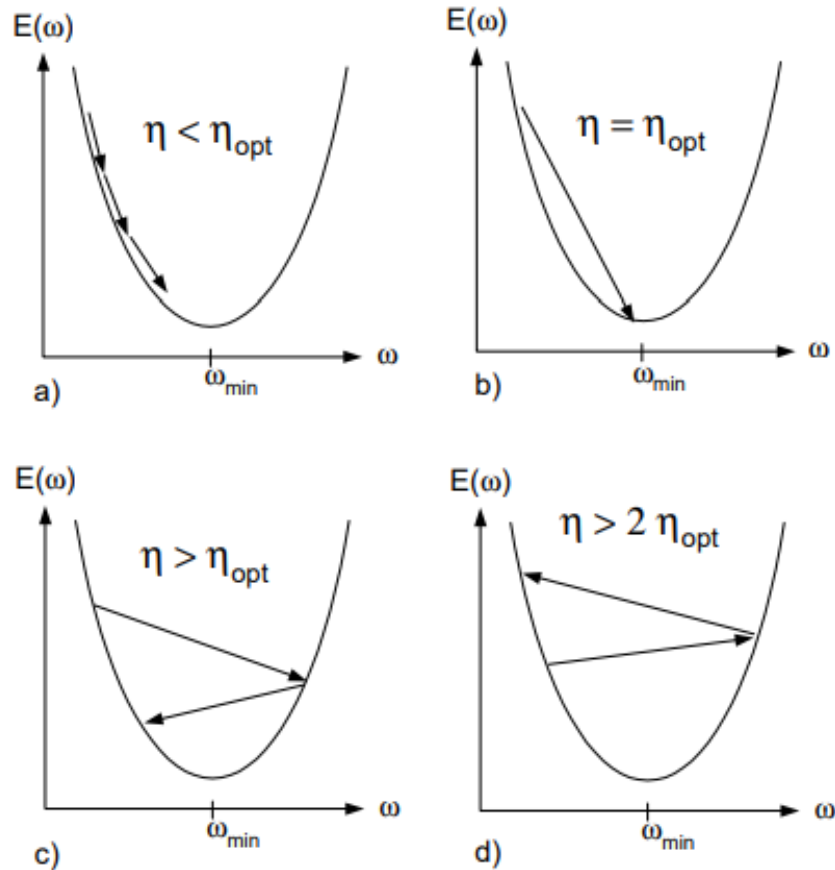 E(ω)
η < η_opt
ω
ω_min
a)
E(ω)
η = η_opt
ω
ω_min
b)
E(ω)
η > η_opt
ω
ω_min
c)
E(ω)
η > 2 η_opt
ω
ω_min
d)